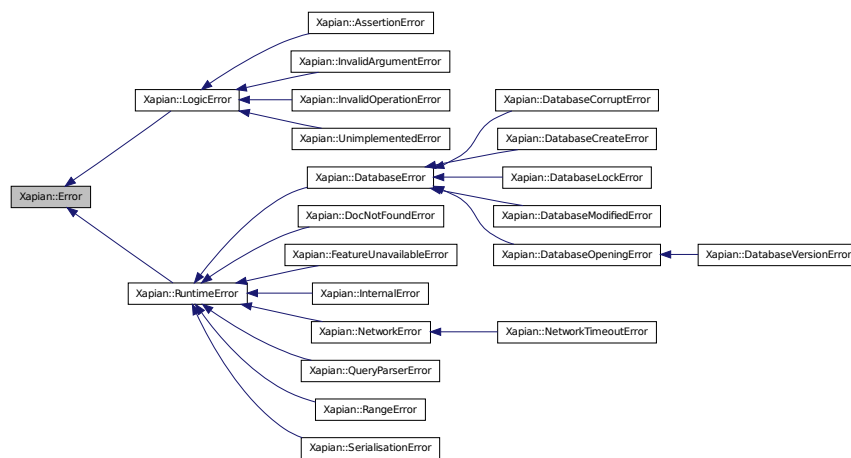 Xapian::AssertionError
Xapian::InvalidArgumentError
Xapian::LogicError
Xapian::InvalidOperationError
Xapian::DatabaseCorruptError
Xapian::UnimplementedError
Xapian::DatabaseCreateError
Xapian::DatabaseError
Xapian::DatabaseLockError
Xapian::Error
Xapian::DocNotFoundError
Xapian::DatabaseModifiedError
Xapian::FeatureUnavailableError
Xapian::DatabaseOpeningError
Xapian::DatabaseVersionError
Xapian::RuntimeError
Xapian::InternalError
Xapian::NetworkError
Xapian::NetworkTimeoutError
Xapian::QueryParserError
Xapian::RangeError
Xapian::SerialisationError